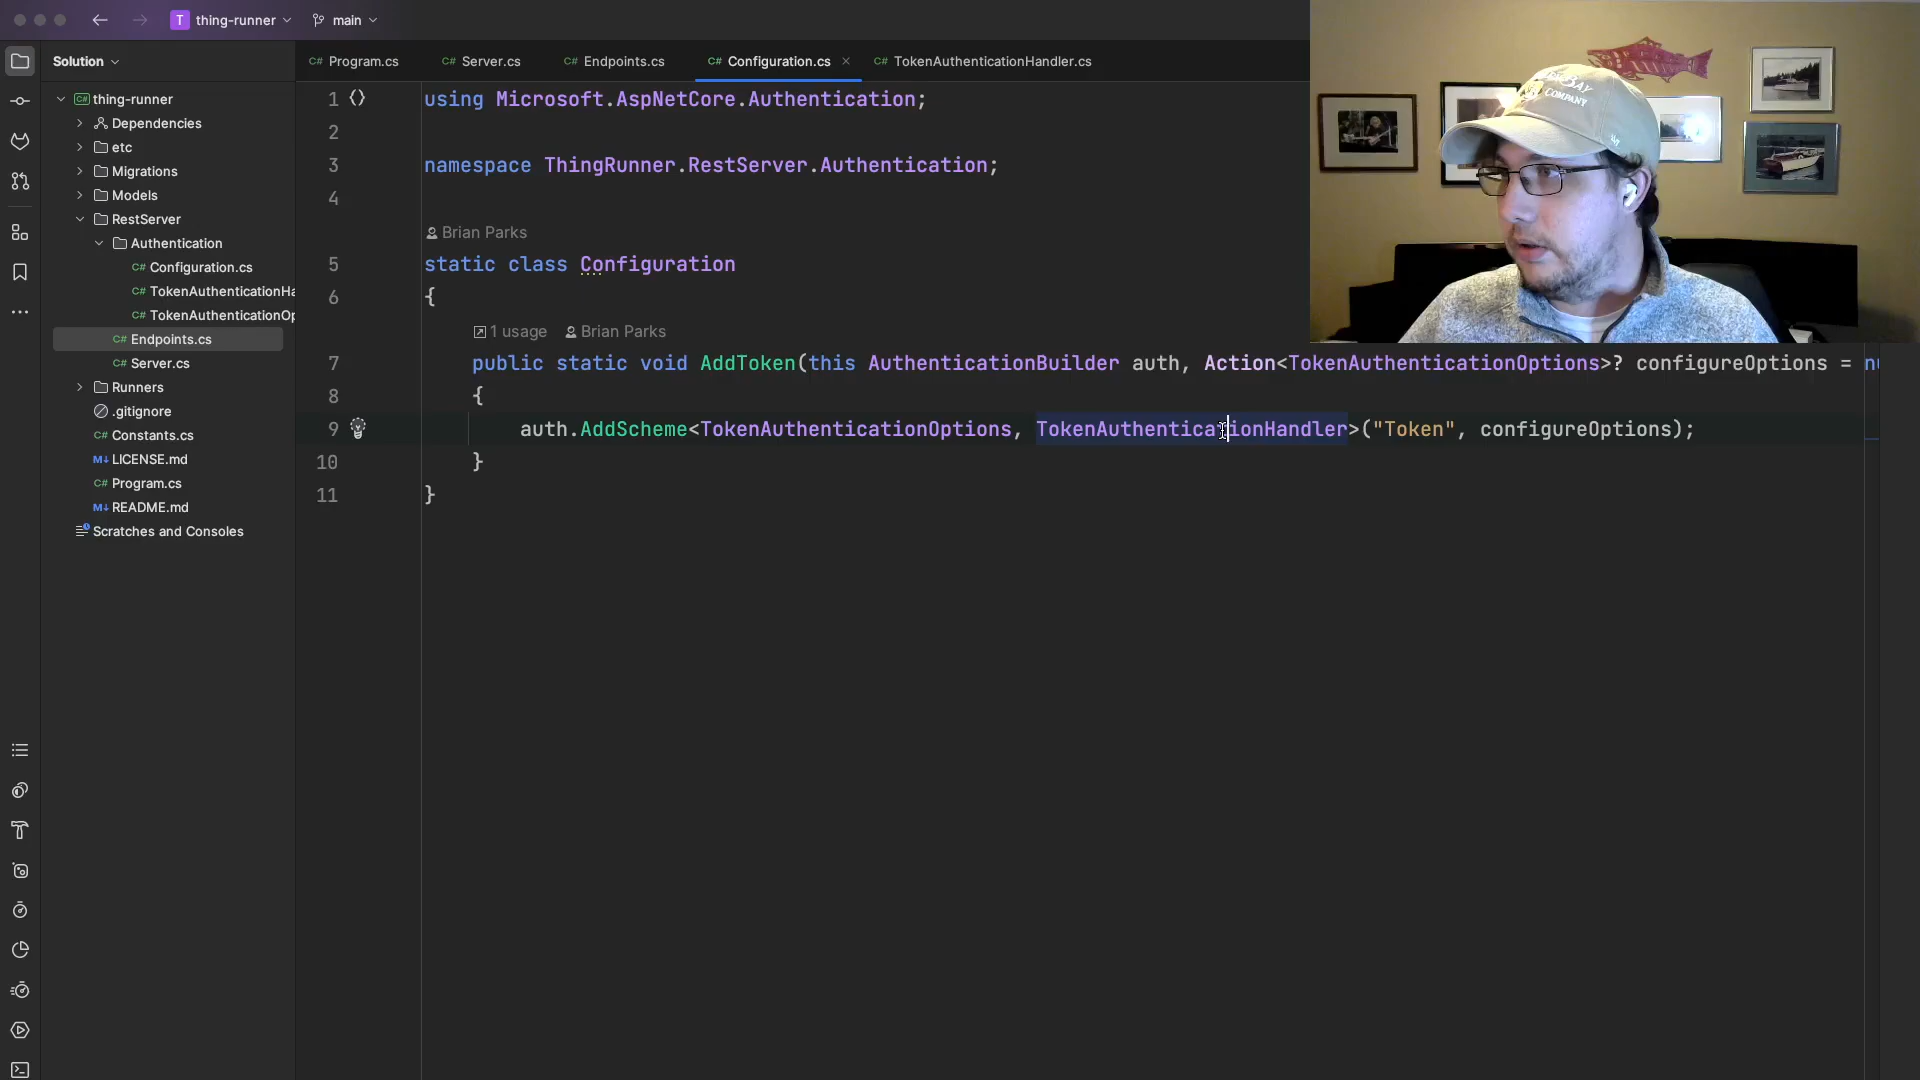 T thing-runner main
Solution
Program.cs Server.cs Endpoints.cs Configuration.cs TokenAuthenticationHandler.cs
thing-runner
Dependencies
etc
Migrations
Models
RestServer
Authentication
C# Configuration.cs
C# TokenAuthenticationHa
C# TokenAuthenticationOp
C# Endpoints.cs
C# Server.cs
Runners
.gitignore
C# Constants.cs
M↓ LICENSE.md
C# Program.cs
M↓ README.md
Scratches and Consoles
1 using Microsoft.AspNetCore.Authentication;
2
3 namespace ThingRunner.RestServer.Authentication;
4
Brian Parks
5 static class Configuration
6 {
1 usage Brian Parks
7 public static void AddToken(this AuthenticationBuilder auth, Action<TokenAuthenticationOptions>? configureOptions = nu
8 {
9 auth.AddScheme<TokenAuthenticationOptions, TokenAuthenticationHandler>("Token", configureOptions);
10 }
11 }
COMPANY